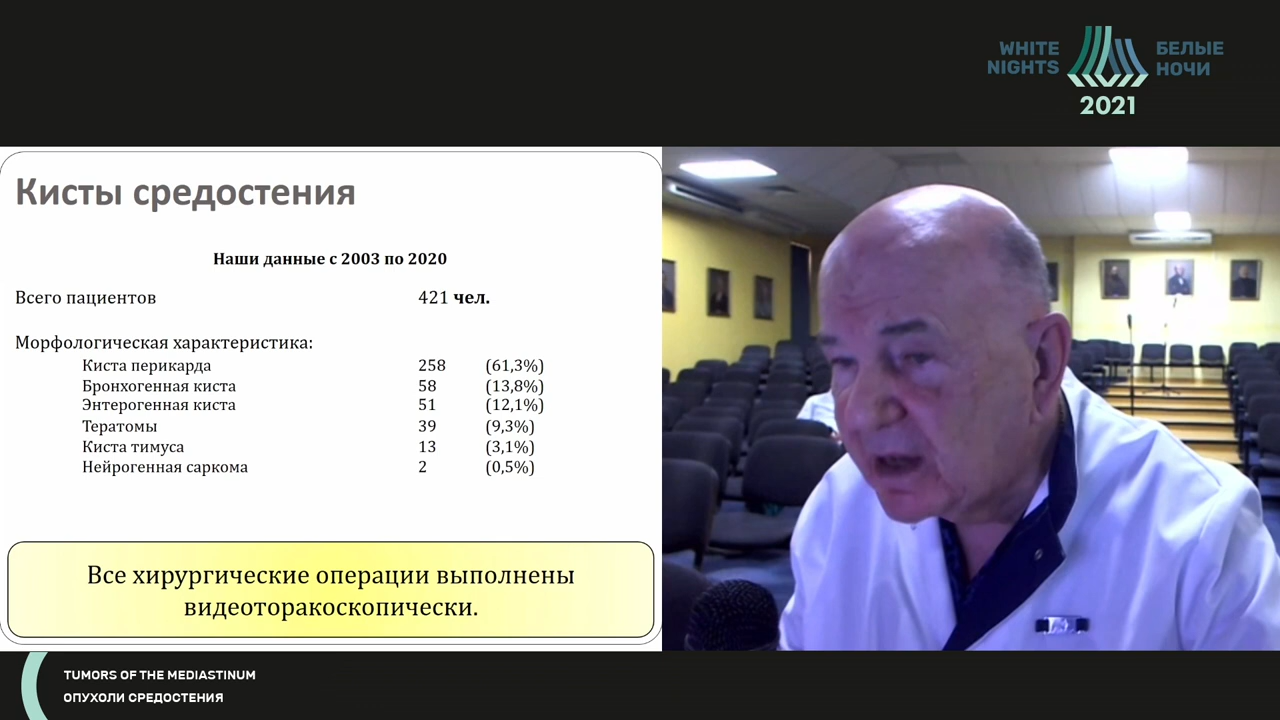 WHITE
NIGHTS
БЕЛЫЕ
НОЧИ
2021
Кисты средостения
Наши данные с 2003 по 2020
Всего пациентов 421 чел.
Морфологическая характеристика:
Киста перикарда 258 (61,3%)
Бронхогенная киста 58 (13,8%)
Энтерогенная киста 51 (12,1%)
Тератомы 39 (9,3%)
Киста тимуса 13 (3,1%)
Нейрогенная саркома 2 (0,5%)
Все хирургические операции выполнены
видеоторакоскопически.
TUMORS OF THE MEDIASTINUM
ОПУХОЛИ СРЕДОСТЕНИЯ